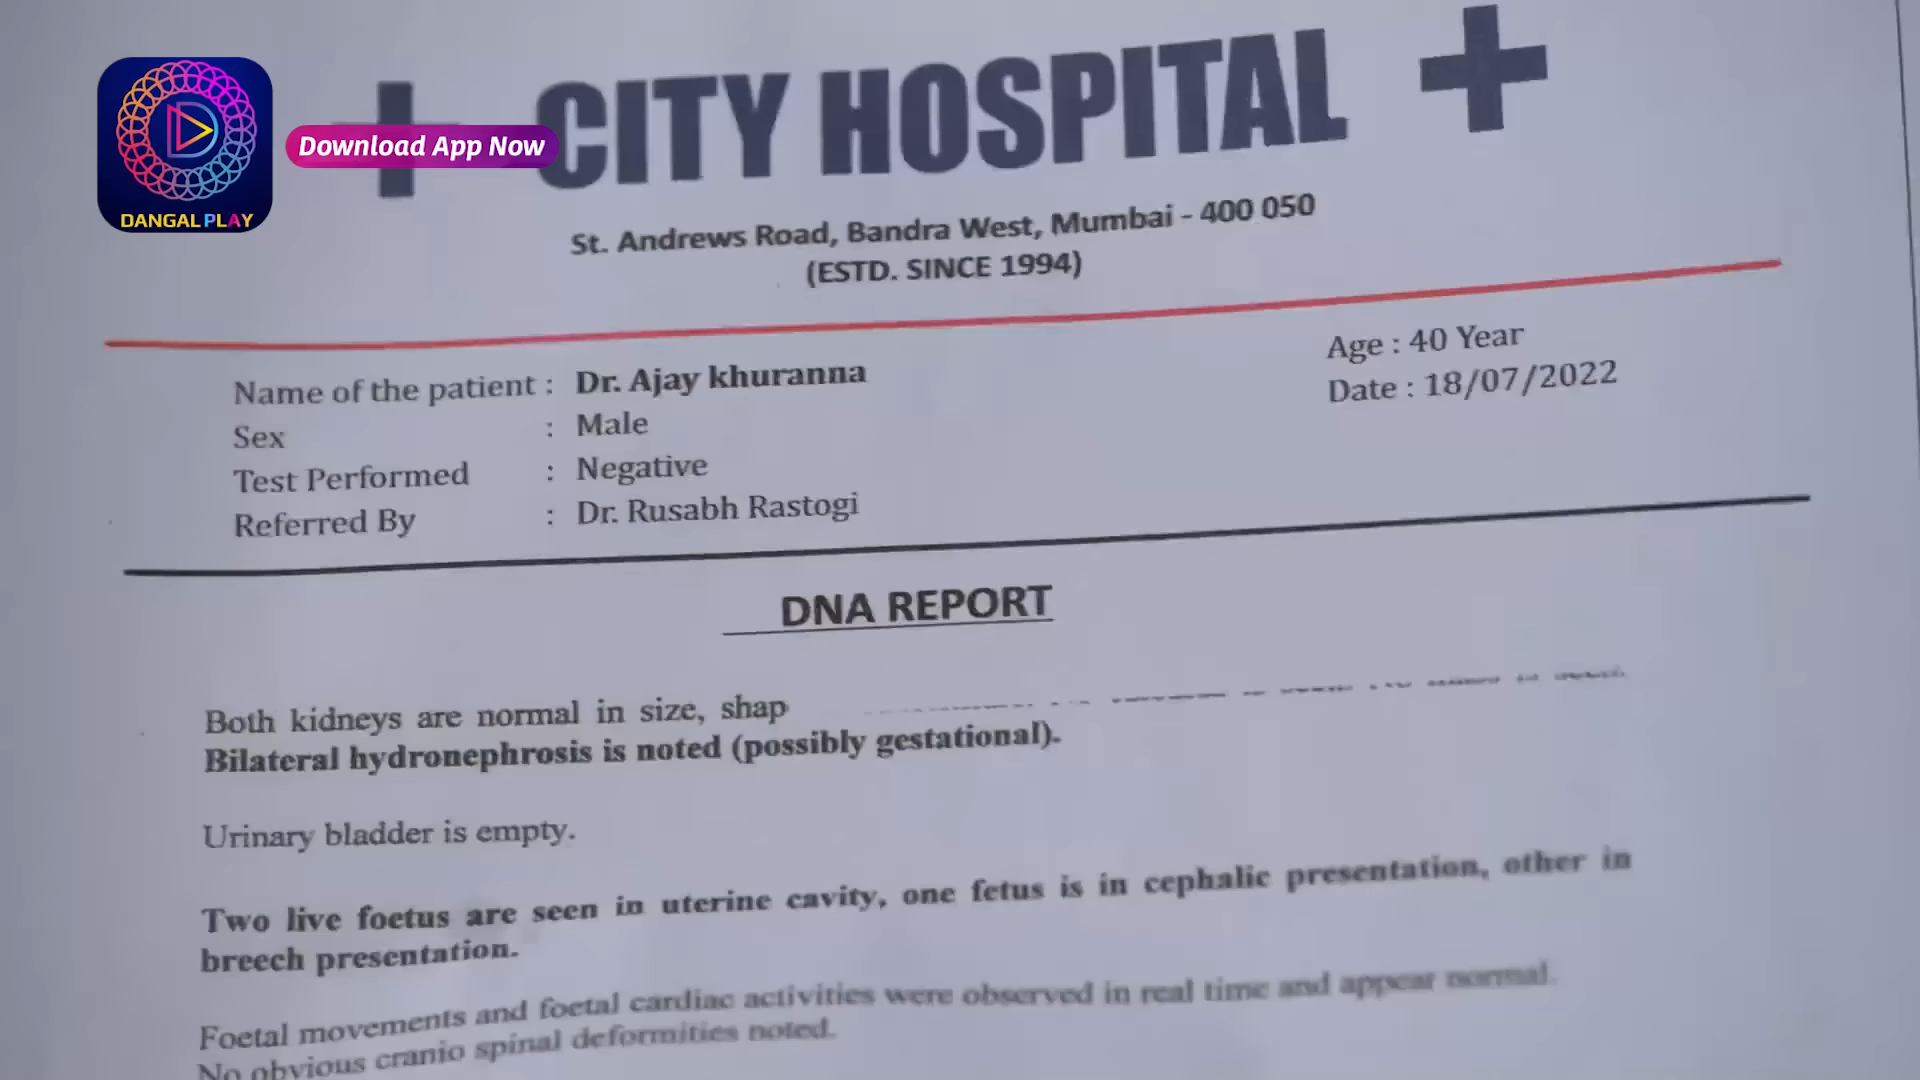 CITY HOSPITAL
Download App Now
DANGAL PLAY
St. Andrews Road, Bandra West, Mumbai - 400 050
(ESTD. SINCE 1994)
Name of the patient : Dr. Ajay khuranna
Age : 40 Year
Sex : Male
Date : 18/07/2022
Test Performed : Negative
Referred By : Dr. Rusabh Rastogi
DNA REPORT
Both kidneys are normal in size, shap
Bilateral hydronephrosis is noted (possibly gestational).
Urinary bladder is empty.
Two live foetus are seen in uterine cavity, one fetus is in cephalic presentation, other in
breech presentation.
Foetal movements and foetal cardiac activities were observed in real time and appear normal.
No obvious cranio spinal deformities noted.